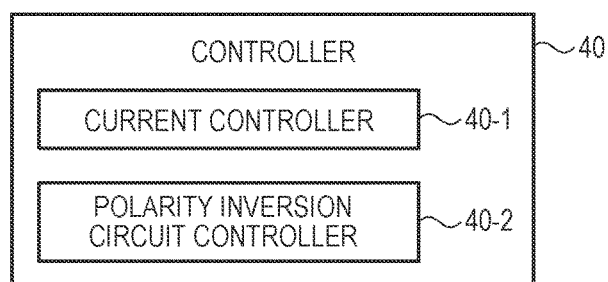 CONTROLLER
40
CURRENT CONTROLLER
40-1
POLARITY INVERSION
CIRCUIT CONTROLLER
40-2